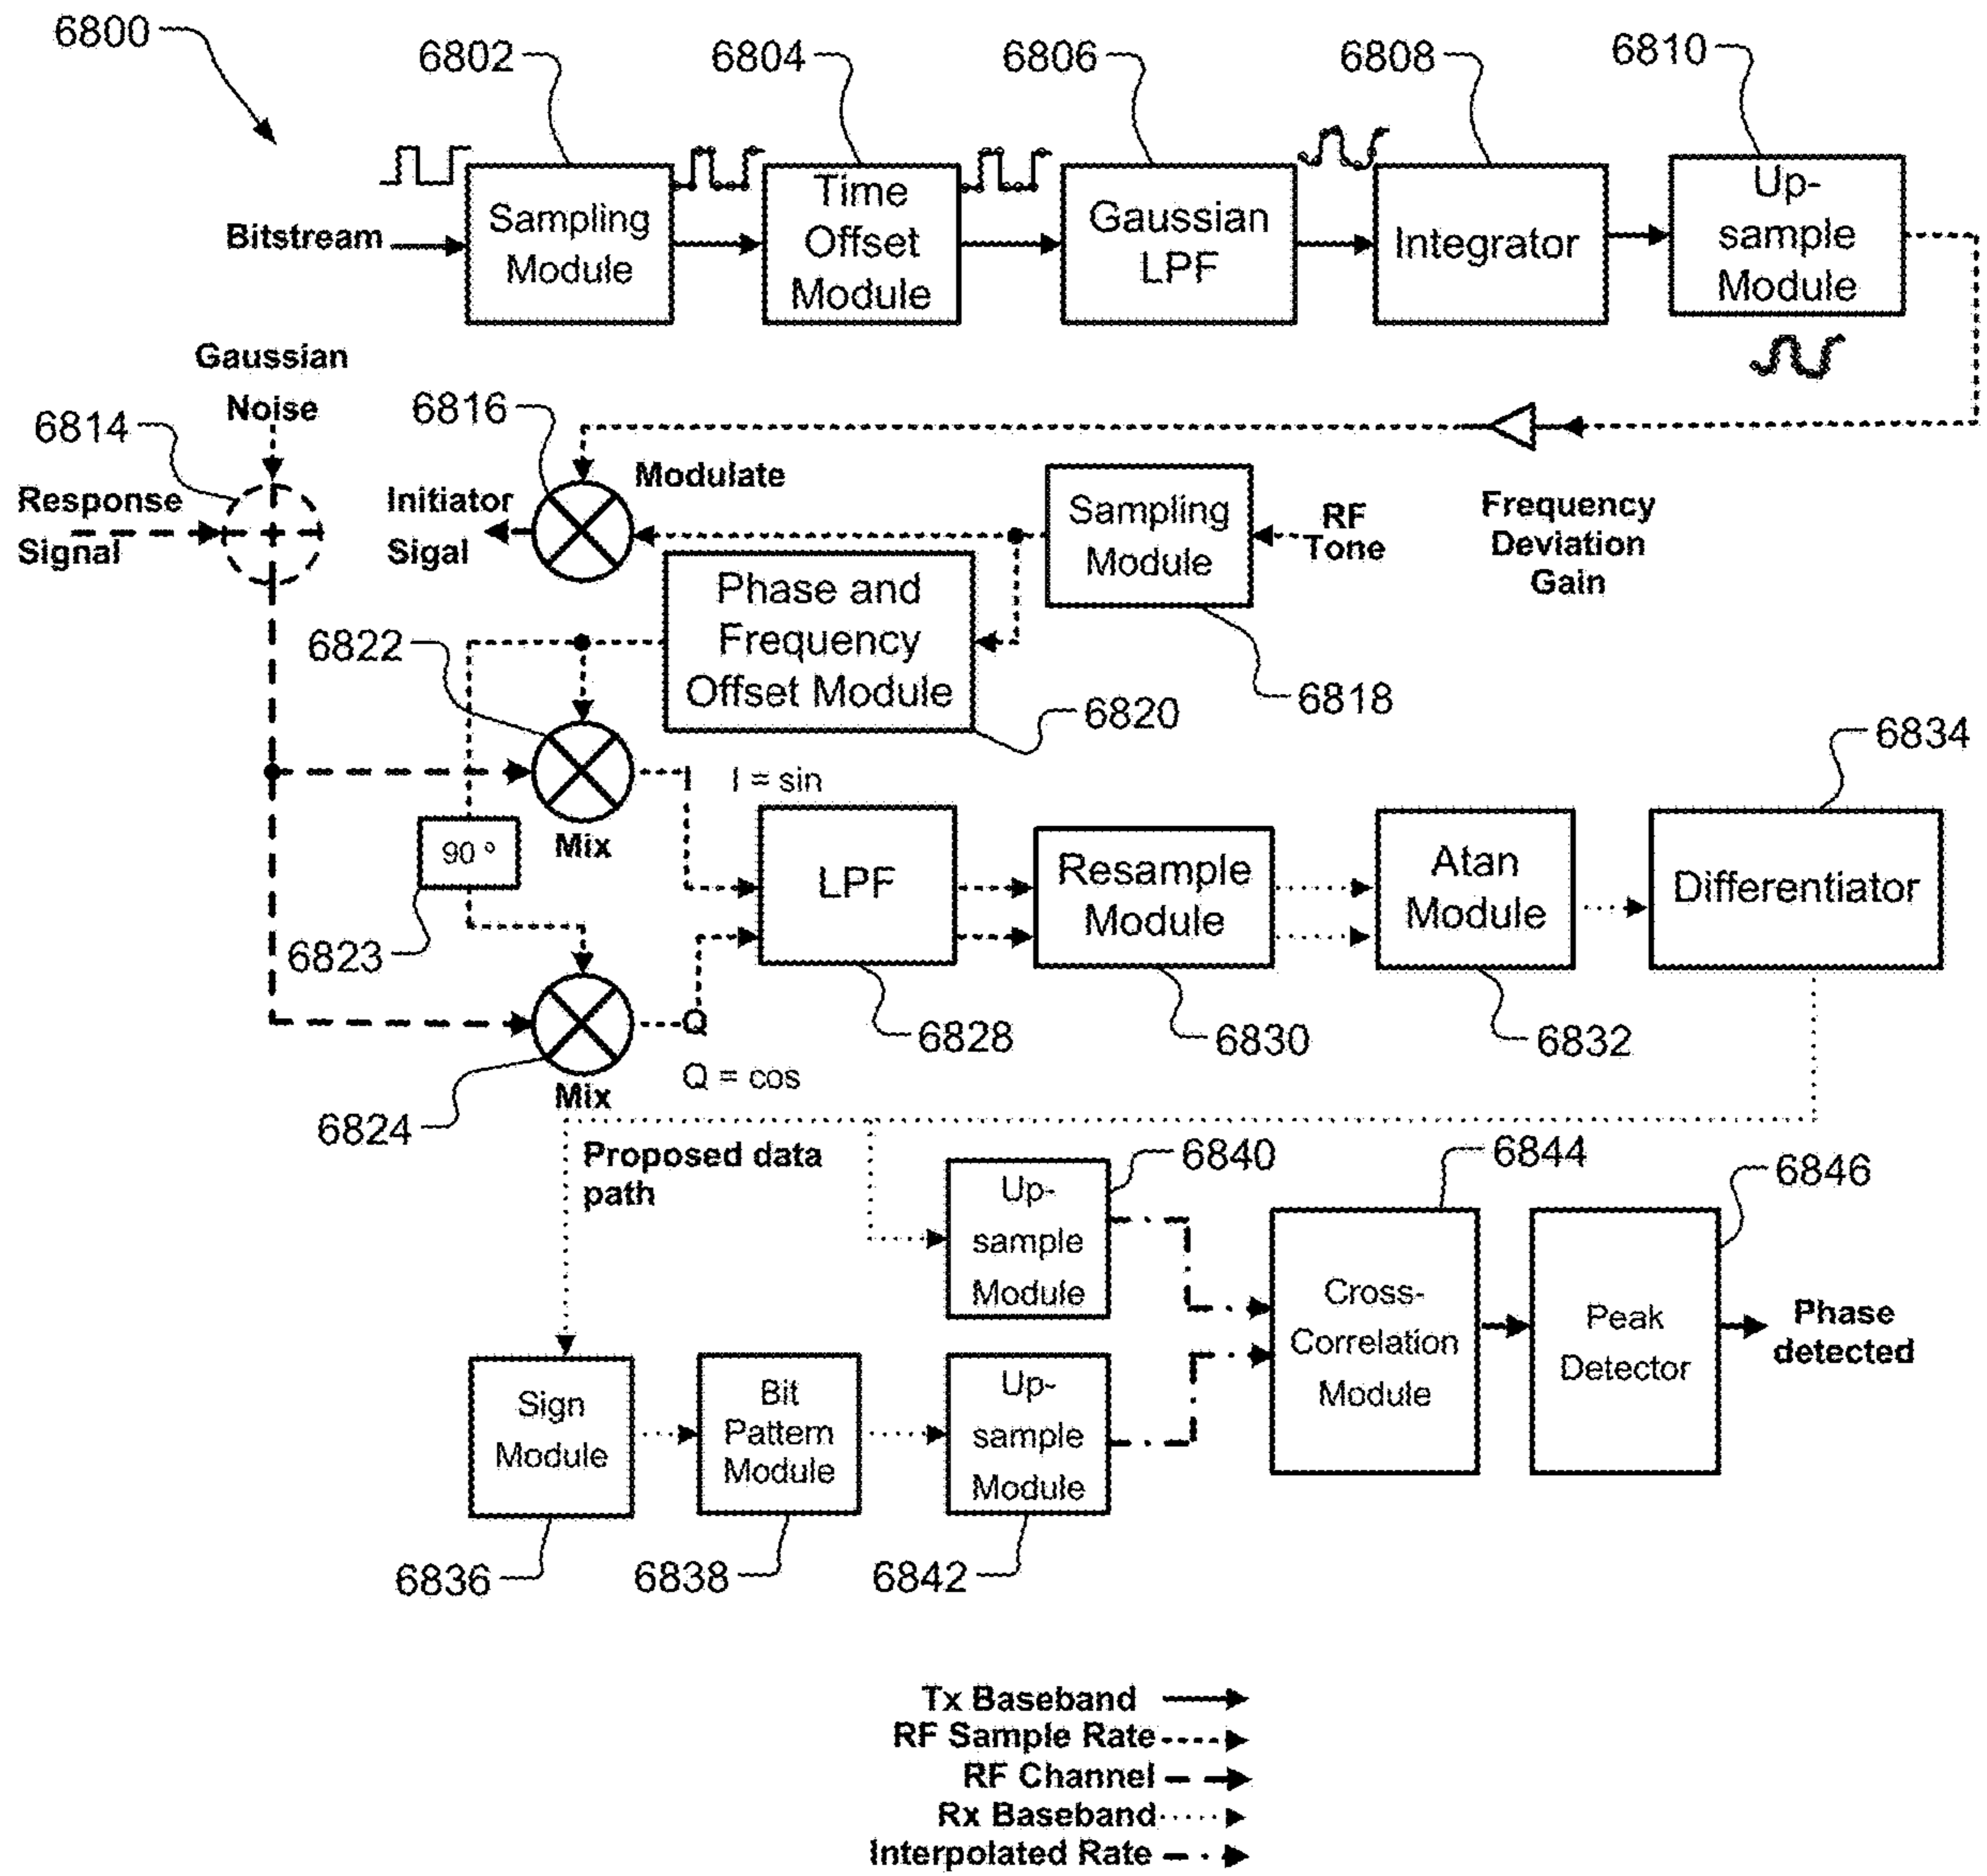 6800
6802
6804
6806
6808
6810
Bitstream
Sampling
Module
Time
Offset
Module
Gaussian
LPF
Integrator
Up-
sample
Module
Gaussian
Noise
6814
6816
Response
Signal
Initiator
Sigal
Modulate
Sampling
Module
RF
Tone
Frequency
Deviation
Gain
Phase and
Frequency
Offset Module
6818
6820
6822
Mix
I
I = sin
6834
90 º
6823
LPF
Resample
Module
Atan
Module
Differentiator
6828
6830
6832
Q
Q = cos
Mix
6824
Proposed data
path
6840
6844
6846
Up-
sample
Module
Cross-
Correlation
Module
Peak
Detector
Phase
detected
Sign
Module
Bit
Pattern
Module
Up-
sample
Module
6836
6838
6842
Tx Baseband
RF Sample Rate
RF Channel
Rx Baseband
Interpolated Rate